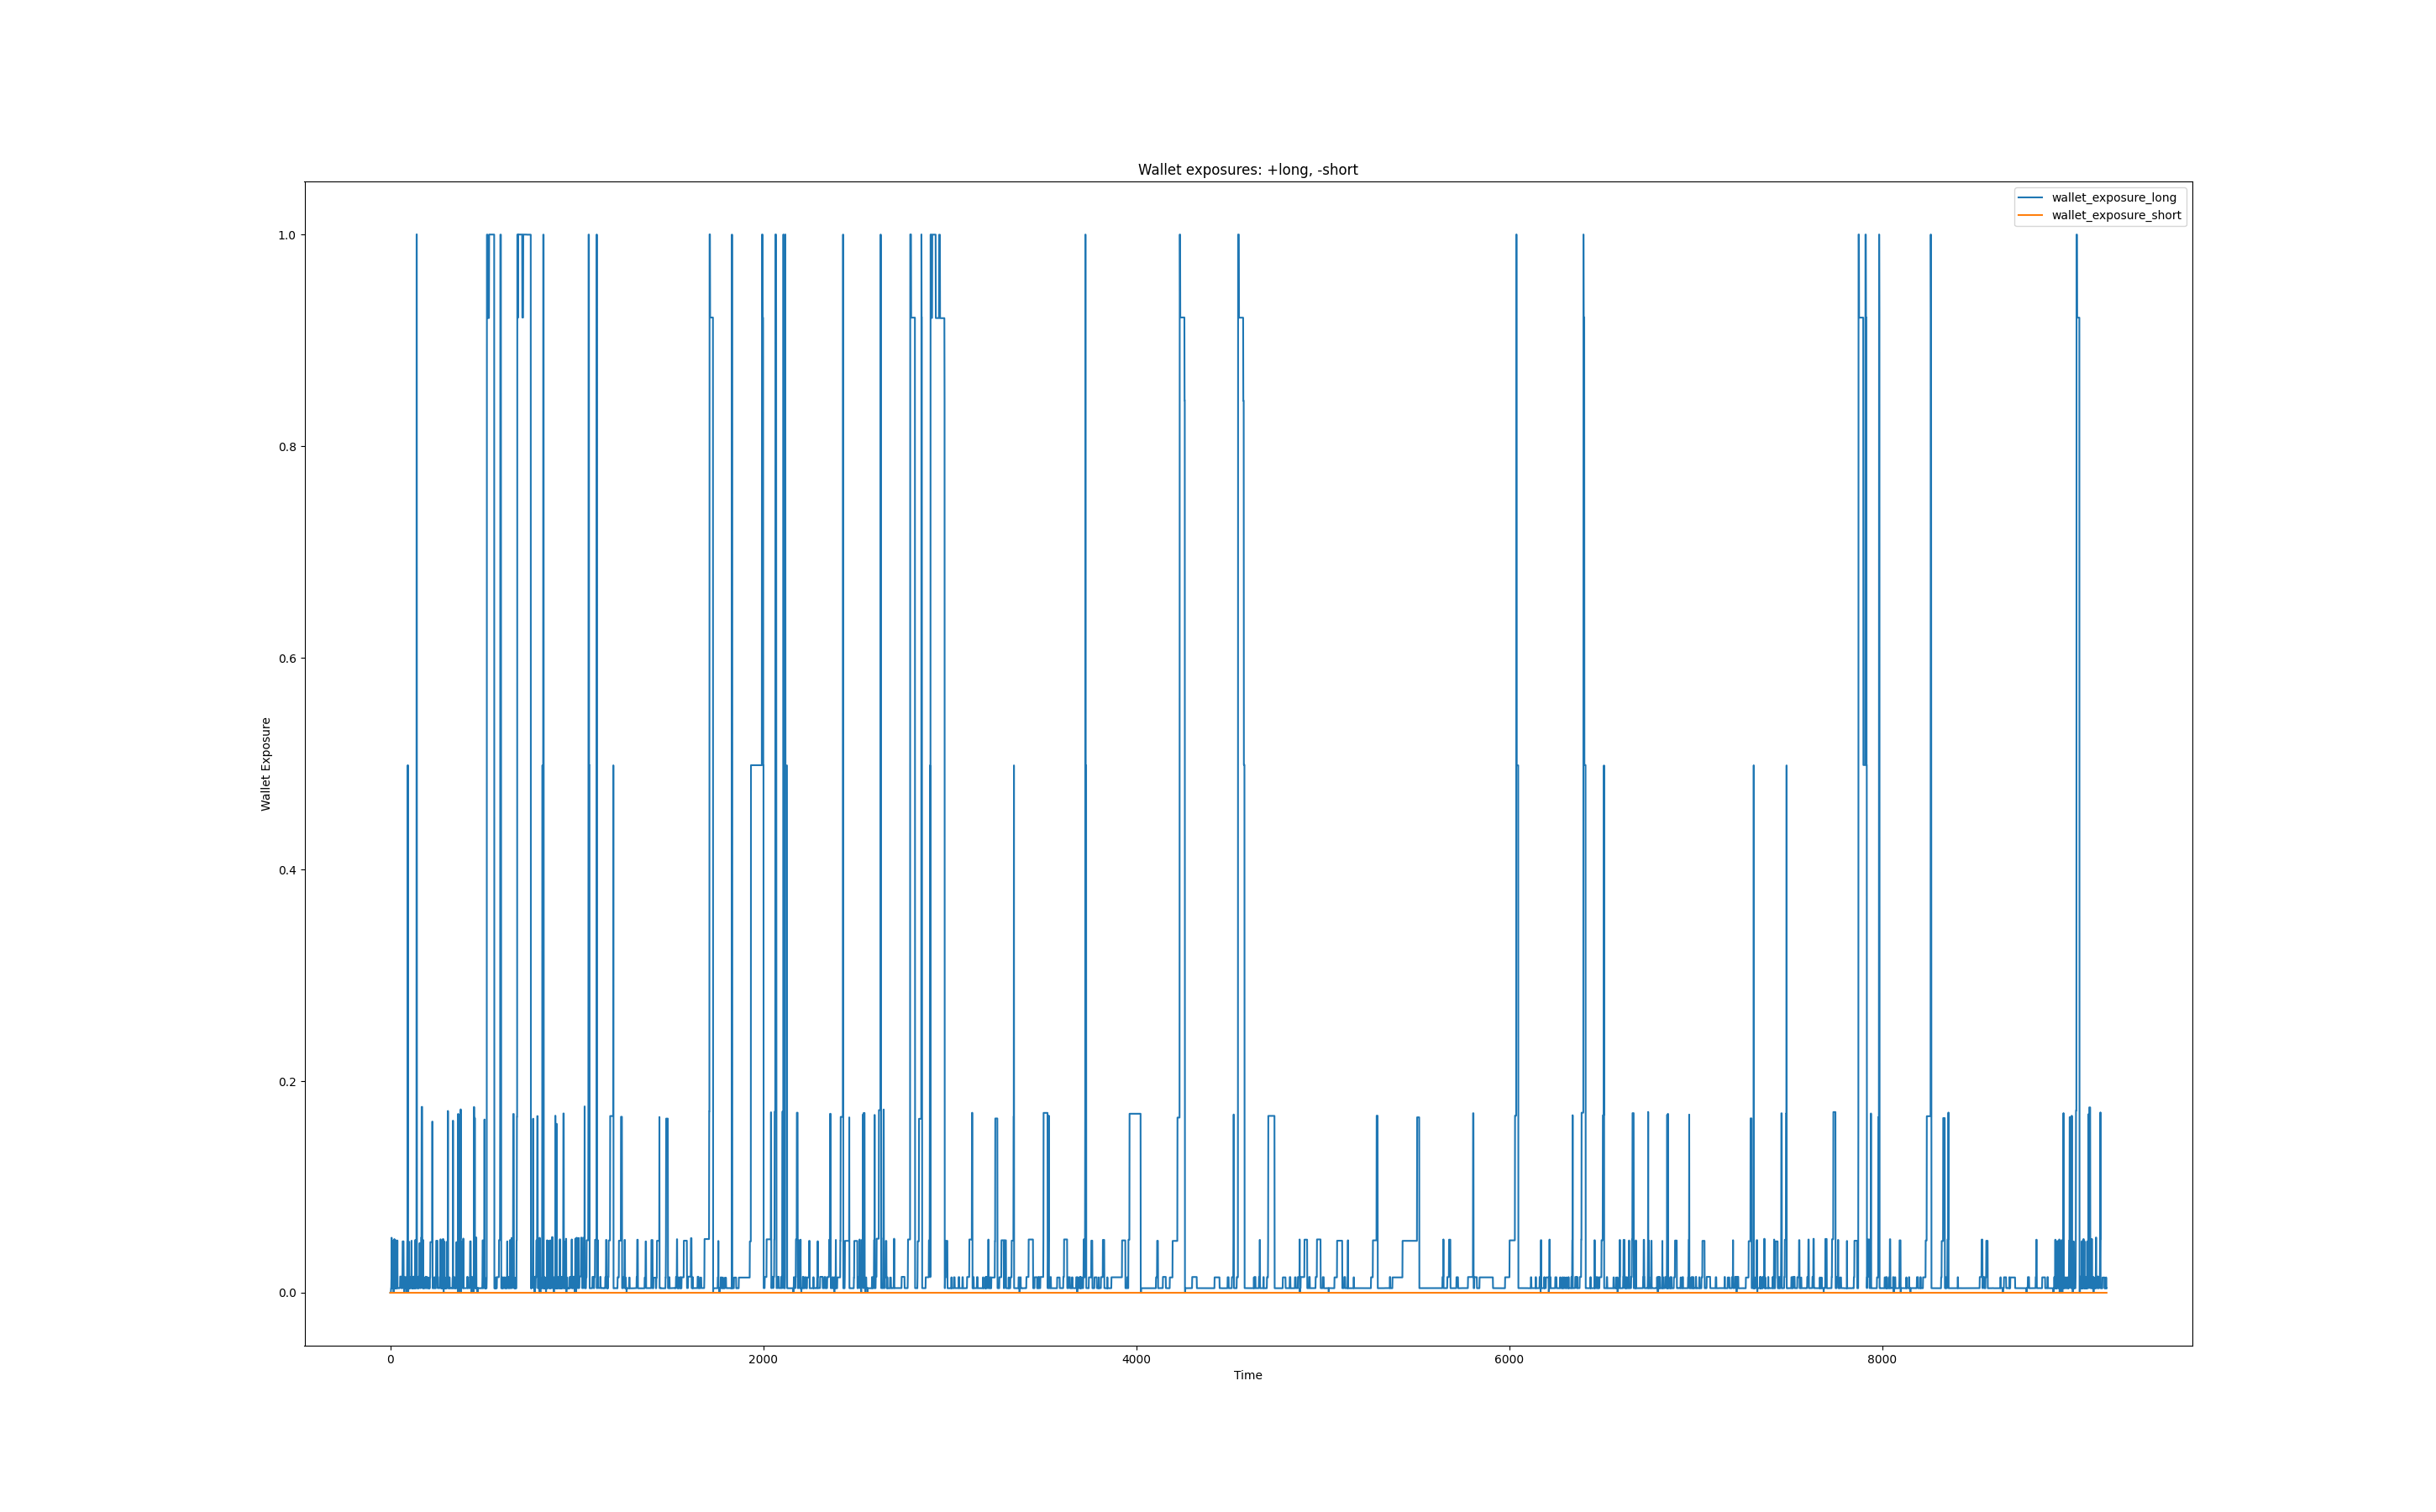 Wallet exposures: +long, -short
wallet_exposure_long
wallet_exposure_short
1.0
0.8
0.6
0.4
0.2
0.0
Wallet Exposure
0 2000 4000 6000 8000
Time